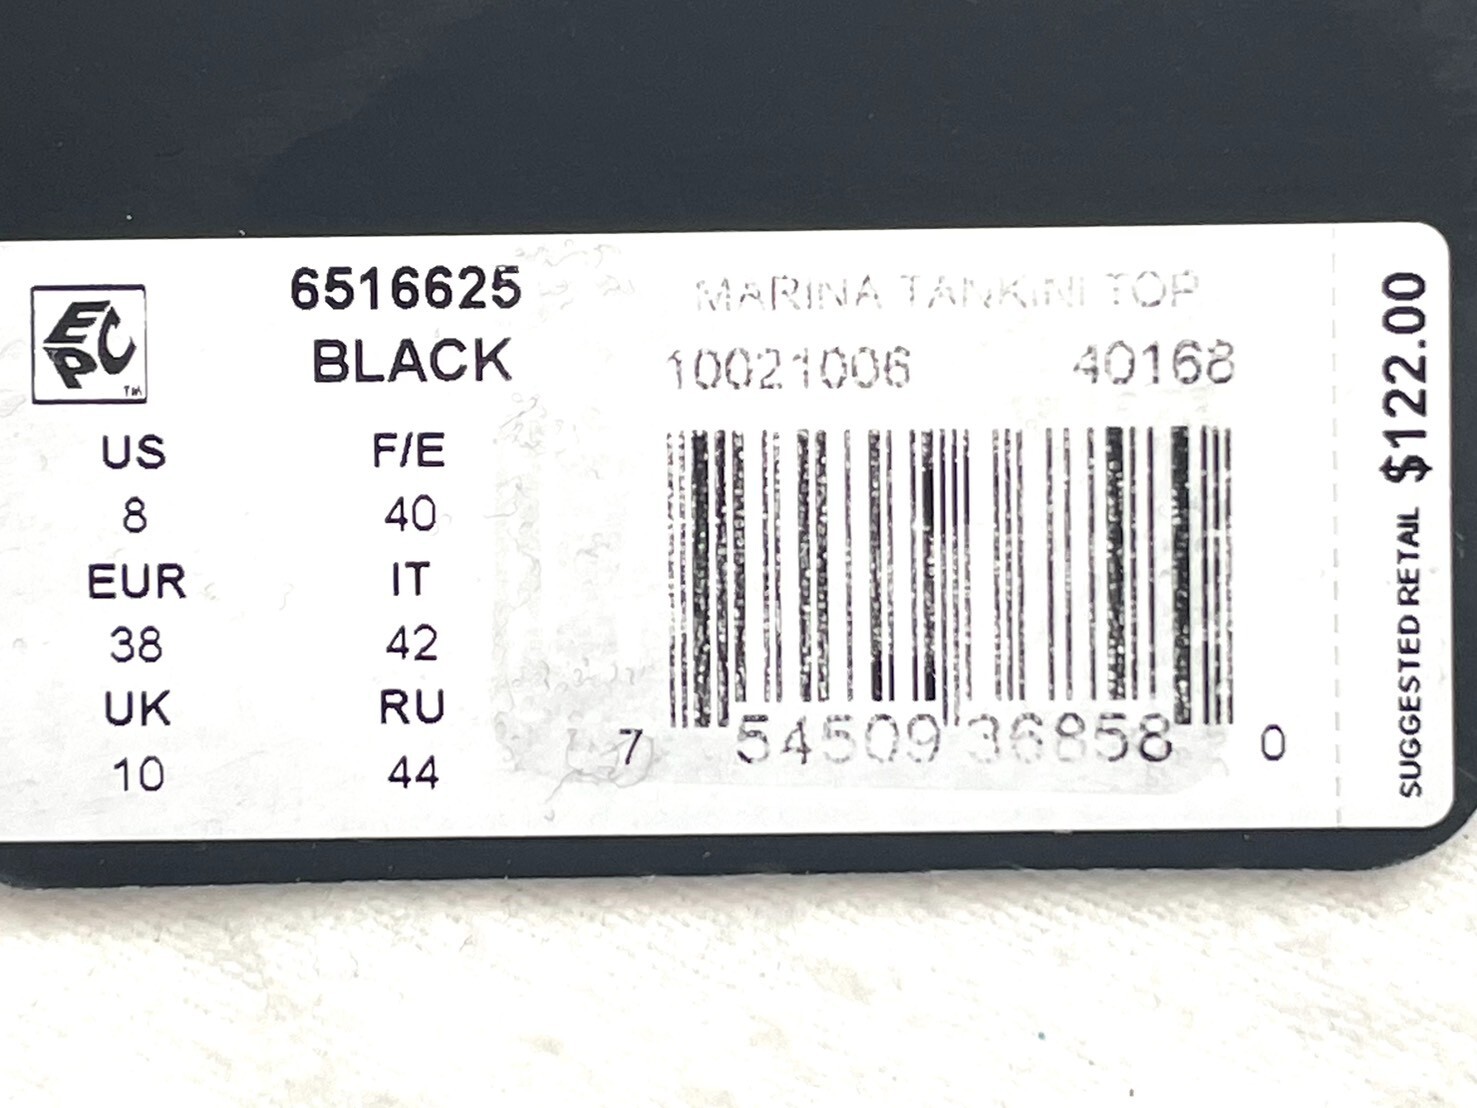 EPC
TM
6516625
BLACK
US F/E
8 40
EUR IT
38 42
UK RU
10 44
MARINA TANKINI TOP
10021006 40168
7 54509 36858 0
SUGGESTED RETAIL $122.00